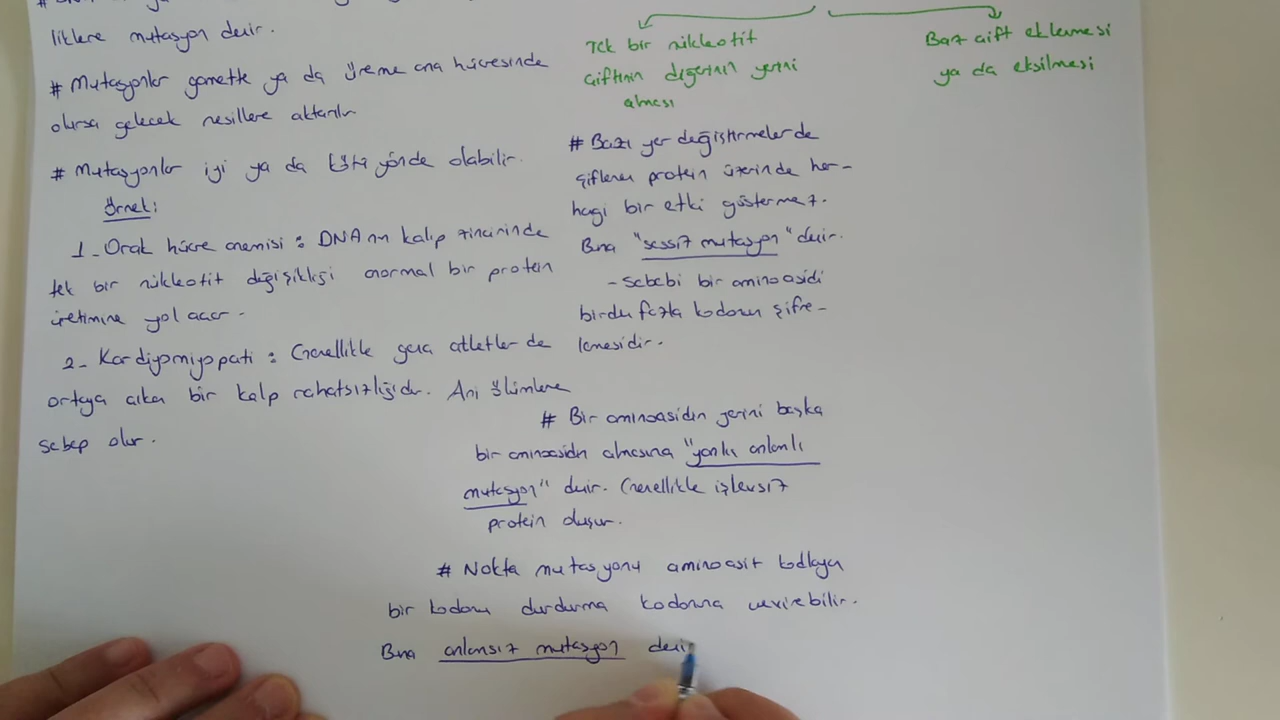 liklere mutasyon denir.
# Mutasyonlar gamette ya da üreme ana hücresinde
olursa gelecek nesillere aktarılır
# Mutasyonlar iyi ya da kötü yönde olabilir.
Örnek:
1- Orak hücre anemisi : DNA nın kalıp zincirinde
tek bir nükleotit değişikliği anormal bir protein
üretimine yol açar.
2- Kardiyomiyopati : Genellikle genç atletlerde
ortaya çıkan bir kalp rahatsızlığıdır. Ani ölümlere
sebep olur.
Tek bir nükleotit
çiftinin diğerinin yerini
alması
# Bazı yer değiştirmelerde
şiflenen protein üzerinde her-
hagi bir etki göstermez.
Buna "sessiz mutasyon" denir.
- Sebebi bir aminoasidi
birden fazla kodonun şifre-
lemesidir.
# Bir aminoasidin yerini başka
bir aminoasidin almasına "yanlış anlamlı
mutasyon" denir. Genellikle işlevsiz
protein oluşur.
# Nokta mutasyonu aminoasit kodlayan
bir kodonu durdurma kodonuna çevirebilir.
Buna anlamsız mutasyon deni
Baz çift eklemesi
ya da eksilmesi